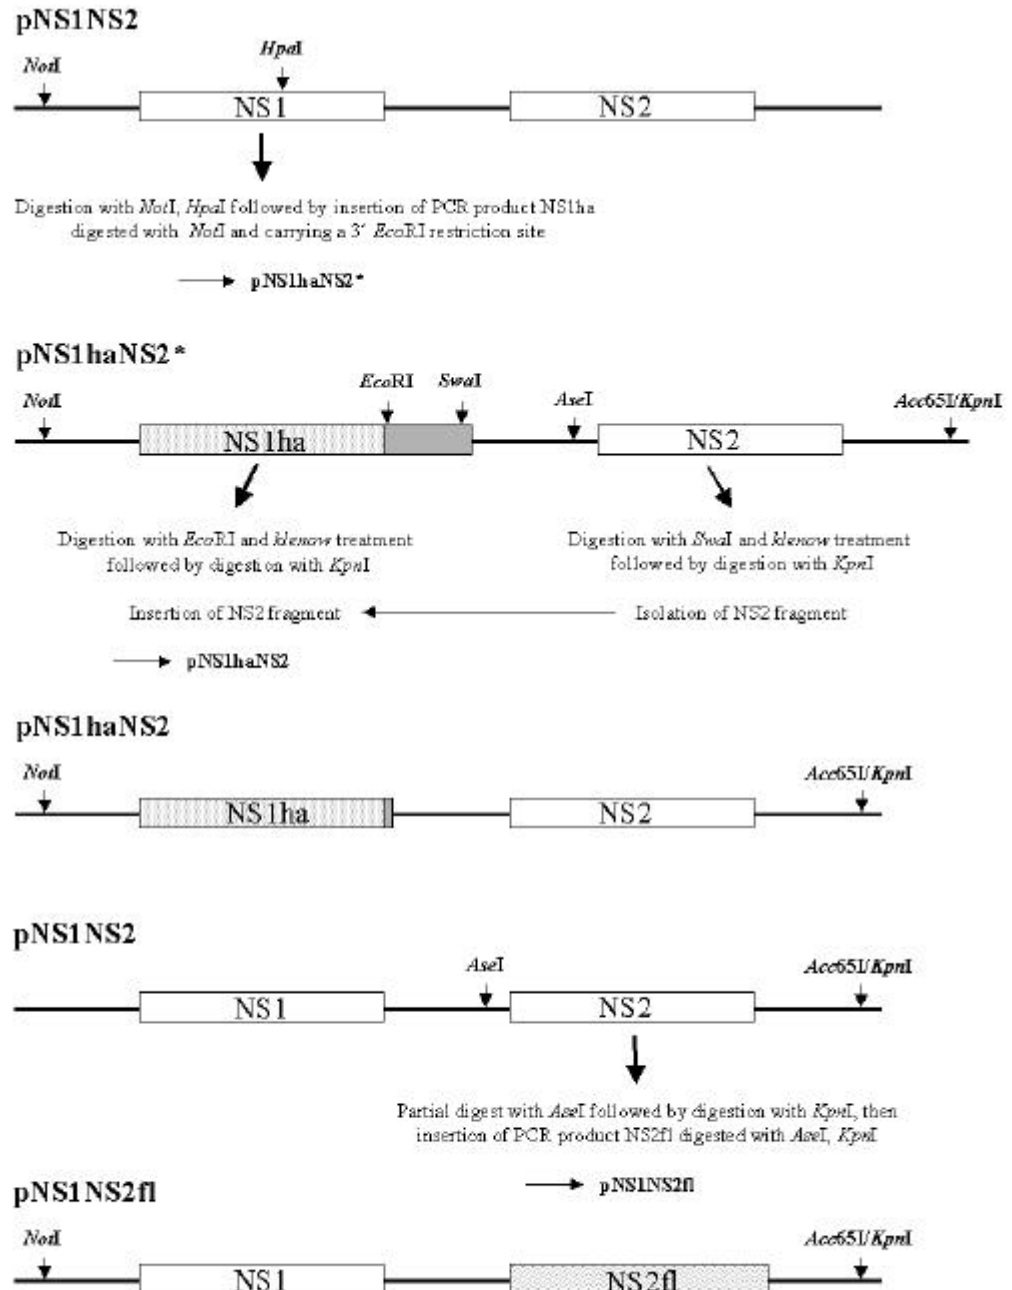 pNS1NS2
HpaI
NotI
NS1 NS2
Digestion with NotI, HpaI followed by insertion of PCR product NS1ha
digested with NotI and carrying a 3´ EcoRI restriction site
pNS1haNS2*
pNS1haNS2*
EcoRI SwaI
NotI AseI Acc65I/KpnI
NS1ha NS2
Digestion with EcoRI and klenow treatment
followed by digestion with KpnI
Digestion with SwaI and klenow treatment
followed by digestion with KpnI
Insertion of NS2 fragment Isolation of NS2 fragment
pNS1haNS2
pNS1haNS2
NotI Acc65I/KpnI
NS1ha NS2
pNS1NS2
AseI Acc65I/KpnI
NS1 NS2
Partial digest with AseI followed by digestion with KpnI, then
insertion of PCR product NS2fl digested with AseI, KpnI
pNS1NS2fl
pNS1NS2fl
NotI Acc65I/KpnI
NS1 NS2fl